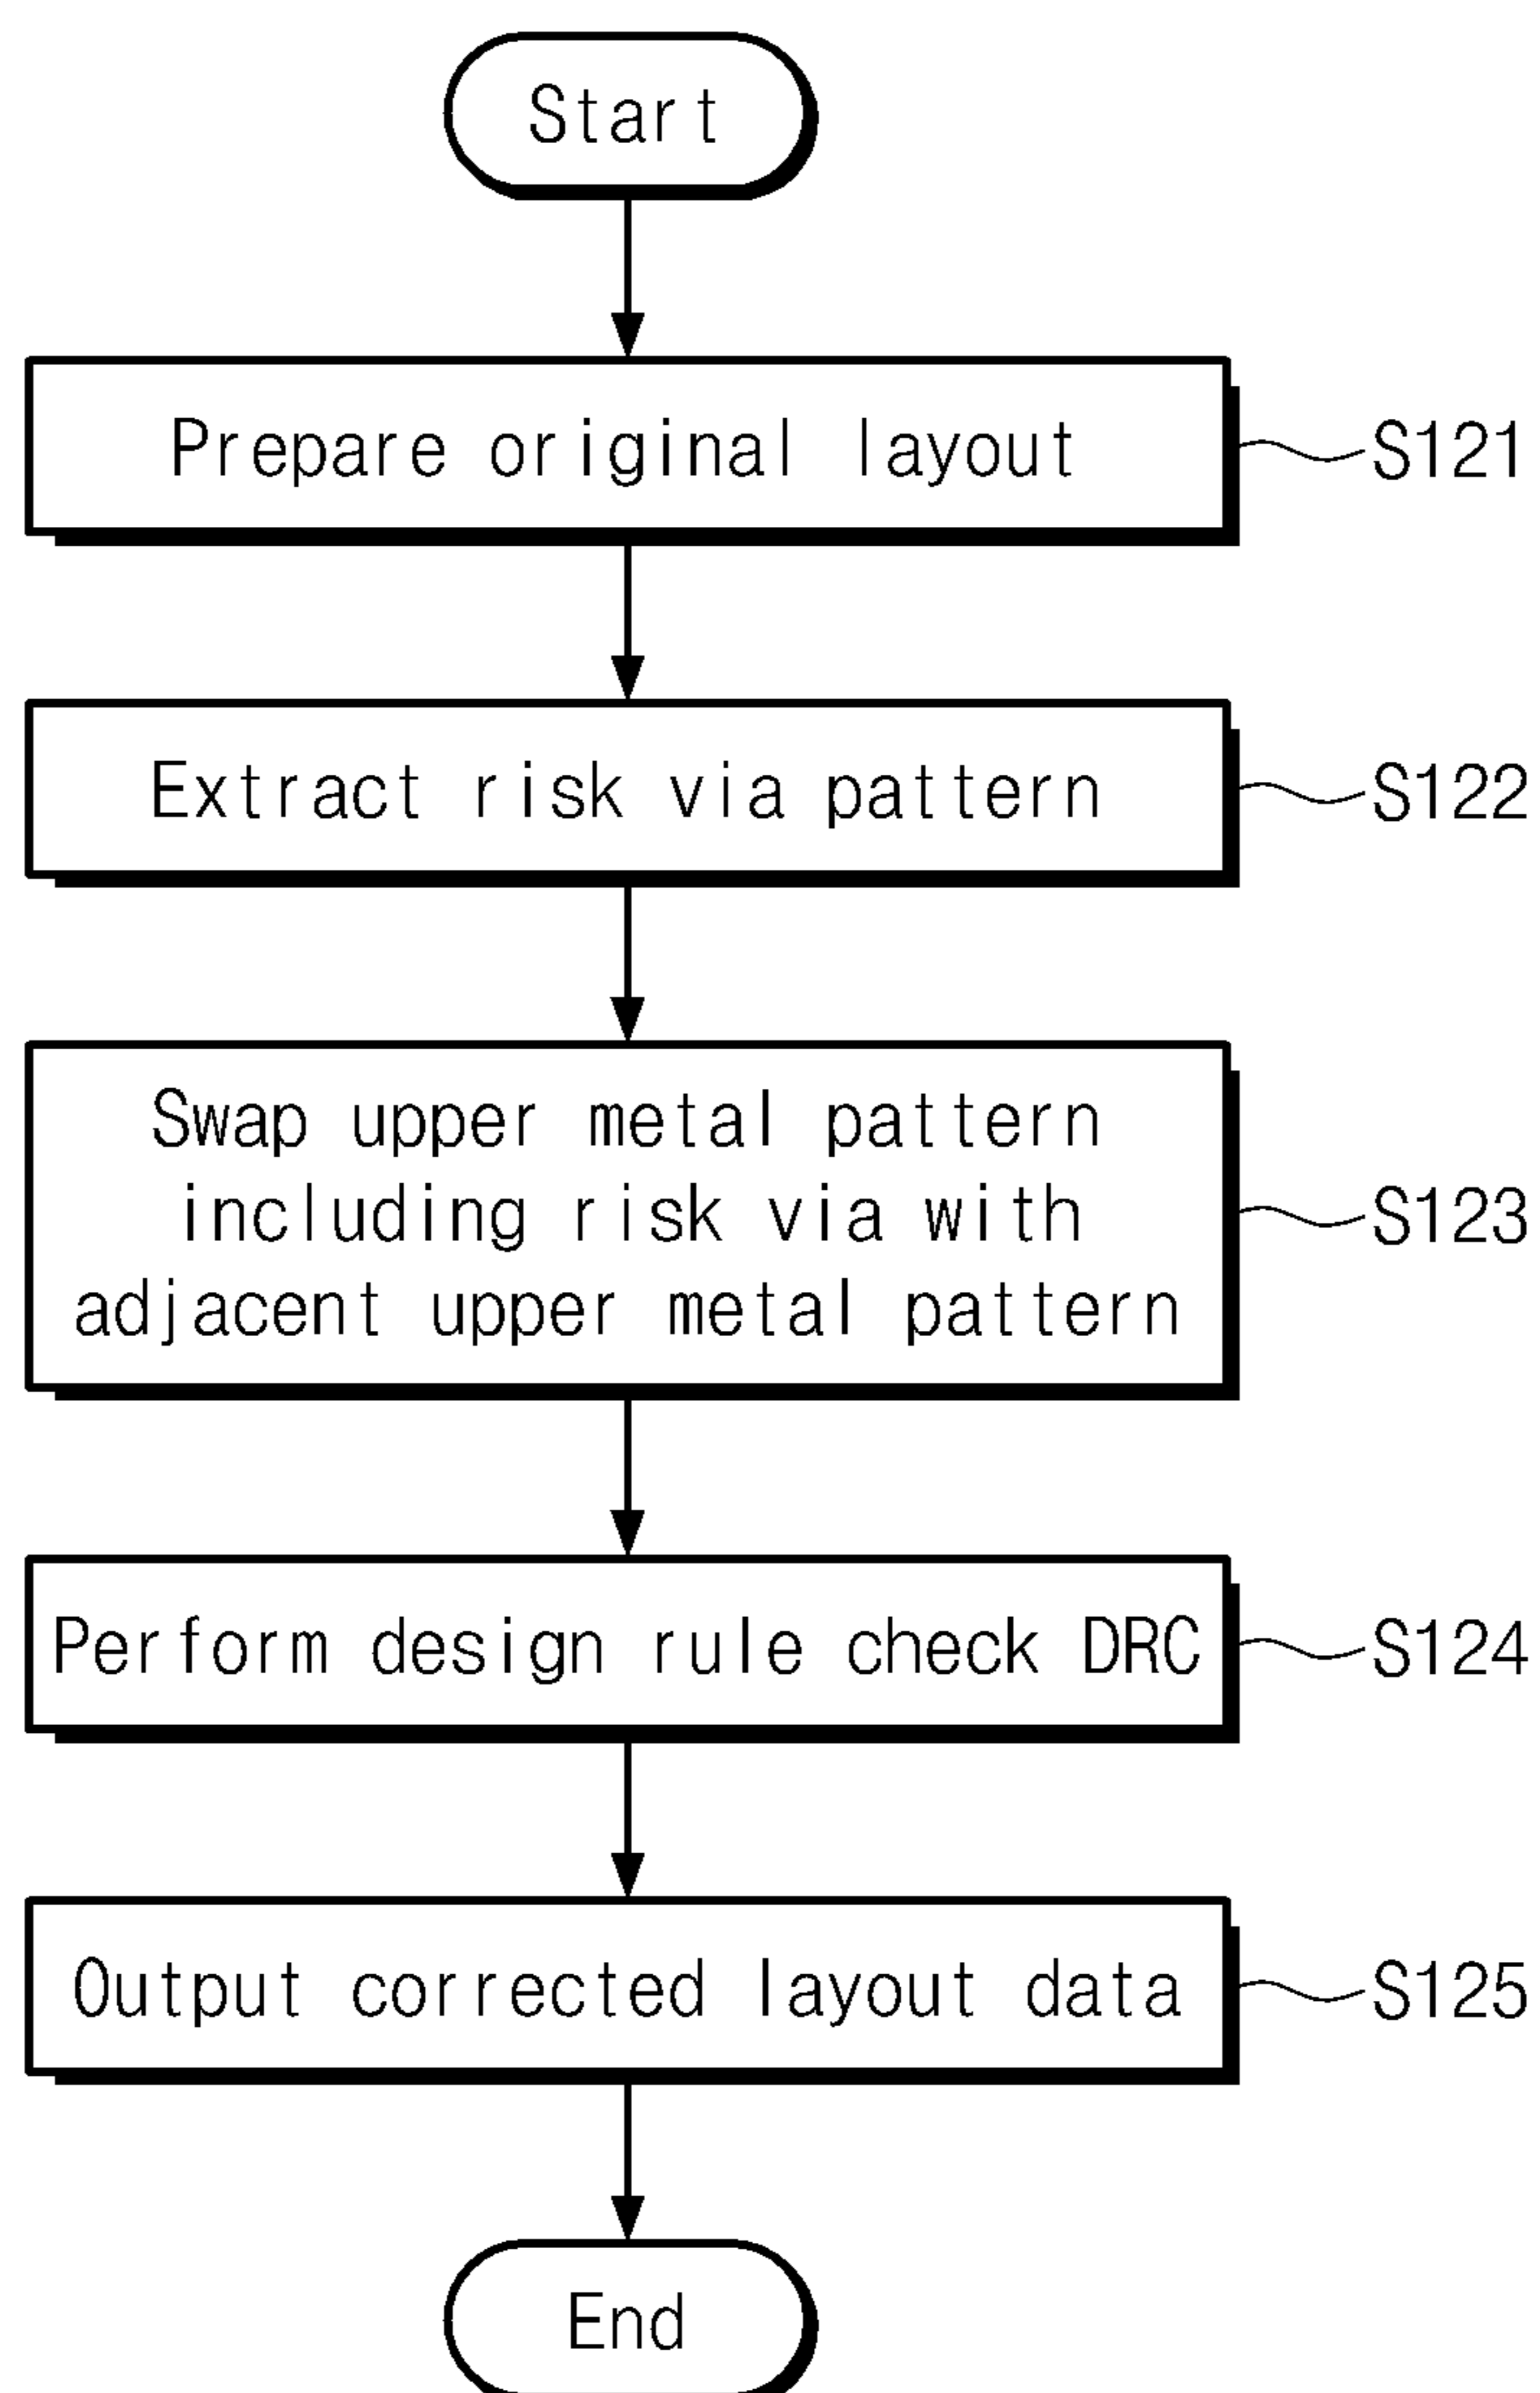 Start
Prepare original layout
S121
Extract risk via pattern
S122
Swap upper metal pattern
including risk via with
adjacent upper metal pattern
S123
Perform design rule check DRC
S124
Output corrected layout data
S125
End